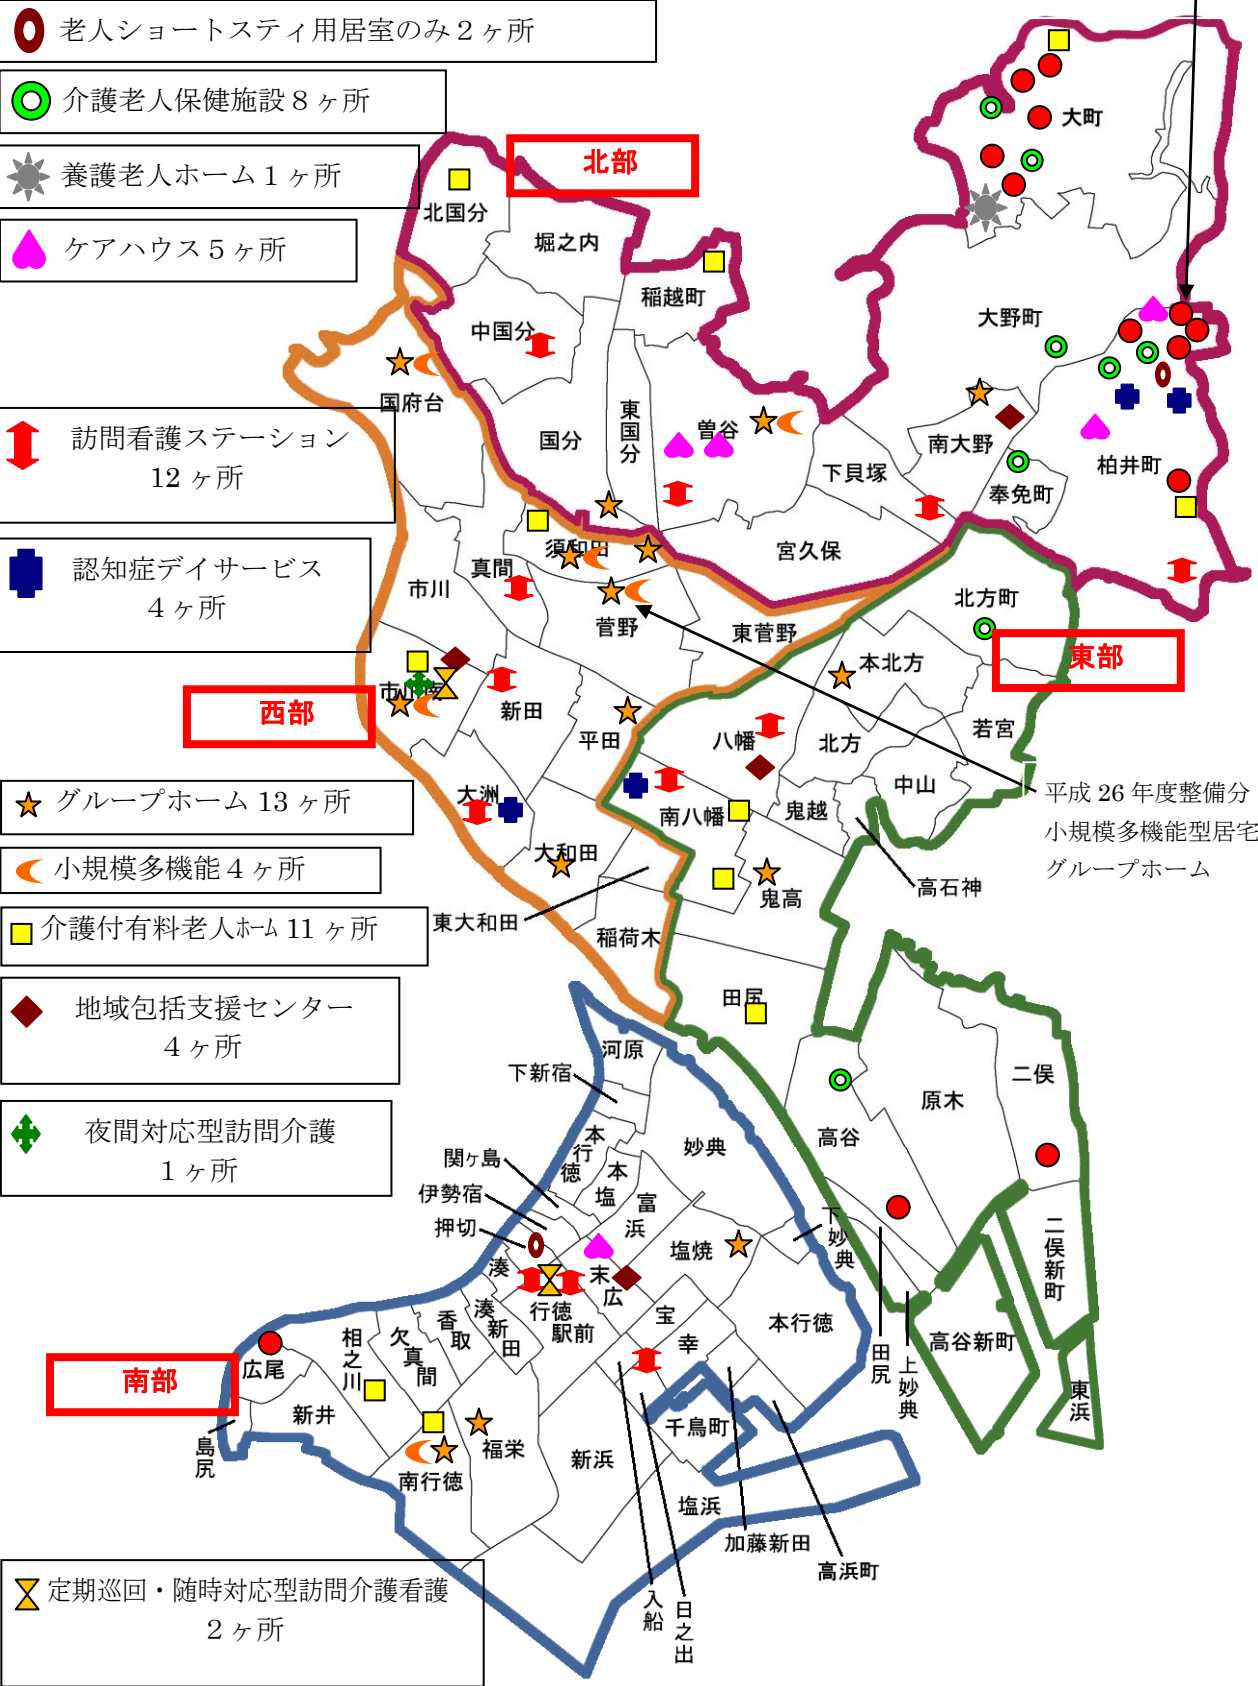 老人ショートスティ用居室のみ２ヶ所
介護老人保健施設８ヶ所
養護老人ホーム１ヶ所
ケアハウス５ヶ所
訪問看護ステーション
12ヶ所
認知症デイサービス
４ヶ所
グループホーム 13ヶ所
小規模多機能４ヶ所
介護付有料老人ﾎｰﾑ 11ヶ所
地域包括支援センター
４ヶ所
夜間対応型訪問介護
１ヶ所
定期巡回・随時対応型訪問介護看護
２ヶ所
北部
大町
北国分
堀之内
稲越町
中国分
大野町
国府台
東国分
国分
曽谷
南大野
下貝塚
柏井町
奉免町
須和田
宮久保
真間
市川
菅野
東菅野
北方町
東部
本北方
市川南
西部
新田
平田
八幡
北方
若宮
中山
大洲
南八幡
鬼越
平成26年度整備分
小規模多機能型居宅
グループホーム
大和田
鬼高
高石神
東大和田
稲荷木
田尻
河原
下新宿
二俣
原木
本行徳
高谷
妙典
関ヶ島
本塩
伊勢宿
富浜
押切
塩焼
下妙典
二俣新町
湊
末広
行徳駅前
宝
湊新田
香取
幸
本行徳
相之川
欠真間
高谷新町
田尻
上妙典
南部
広尾
東浜
新井
千鳥町
島尻
福栄
新浜
南行徳
塩浜
加藤新田
高浜町
入船
日之出